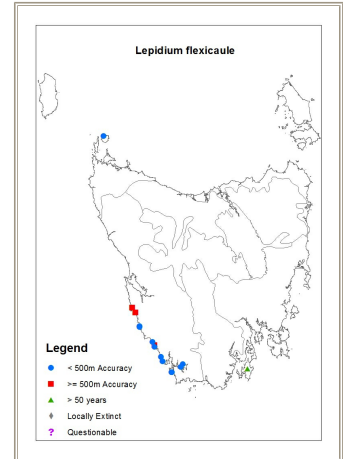 Lepidium flexicaule
Legend
< 500m Accuracy
>= 500m Accuracy
> 50 years
Locally Extinct
? Questionable